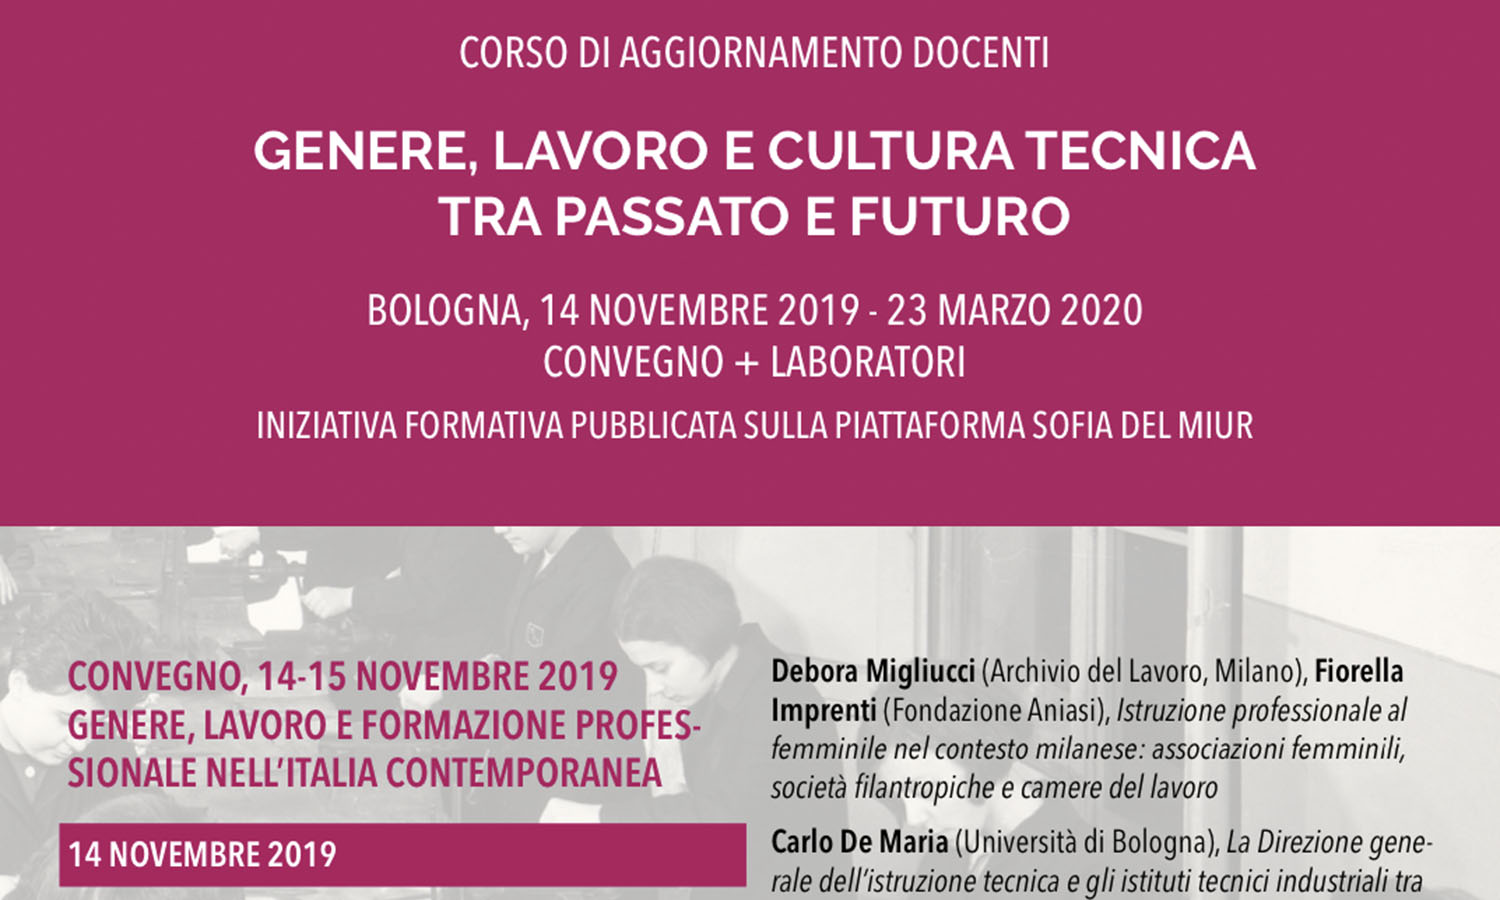 CORSO DI AGGIORNAMENTO DOCENTI
GENERE, LAVORO E CULTURA TECNICA
TRA PASSATO E FUTURO
BOLOGNA, 14 NOVEMBRE 2019 - 23 MARZO 2020
CONVEGNO + LABORATORI
INIZIATIVA FORMATIVA PUBBLICATA SULLA PIATTAFORMA SOFIA DEL MIUR
CONVEGNO, 14-15 NOVEMBRE 2019
GENERE, LAVORO E FORMAZIONE PROFES-
SIONALE NELL'ITALIA CONTEMPORANEA
14 NOVEMBRE 2019
Debora Migliucci (Archivio del Lavoro, Milano), Fiorella
Imprenti (Fondazione Aniasi), Istruzione professionale al
femminile nel contesto milanese: associazioni femminili,
società filantropiche e camere del lavoro
Carlo De Maria (Università di Bologna), La Direzione gene-
rale dell'istruzione tecnica e gli istituti tecnici industriali tra